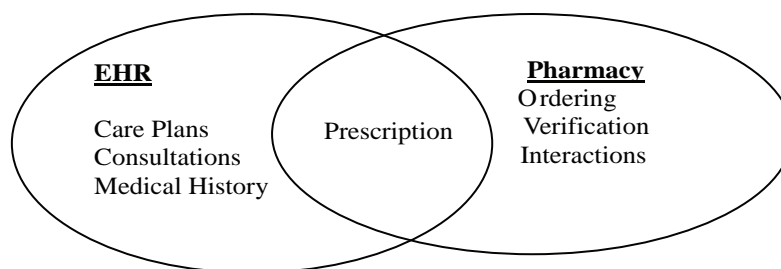 EHR
Care Plans
Consultations
Medical History
Prescription
Pharmacy
Ordering
Verification
Interactions